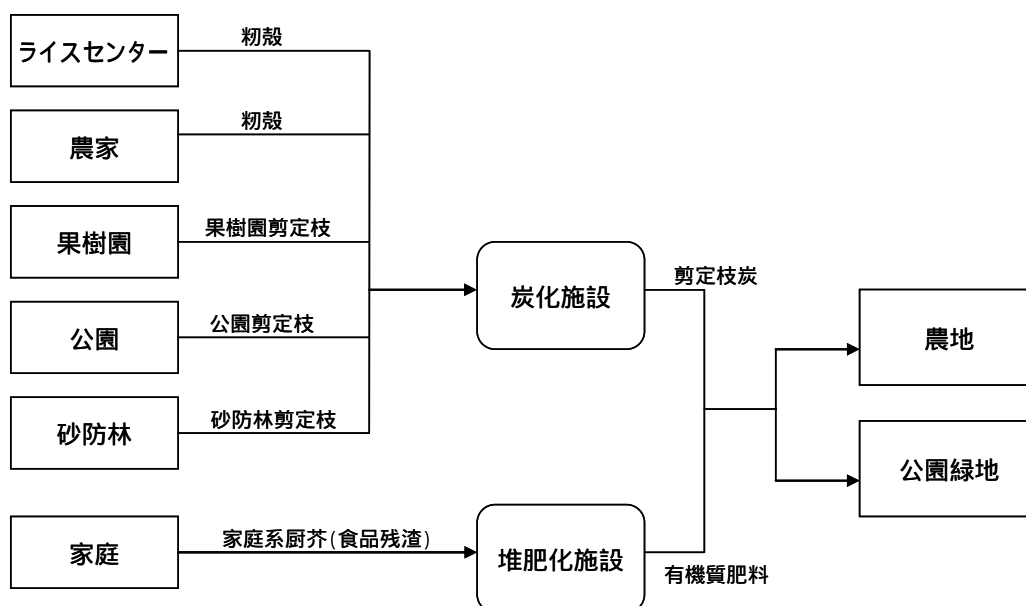 ライスセンター
籾殻
農家
籾殻
果樹園
果樹園剪定枝
公園
公園剪定枝
砂防林
砂防林剪定枝
家庭
家庭系厨芥(食品残渣)
炭化施設
剪定枝炭
堆肥化施設
有機質肥料
農地
公園緑地